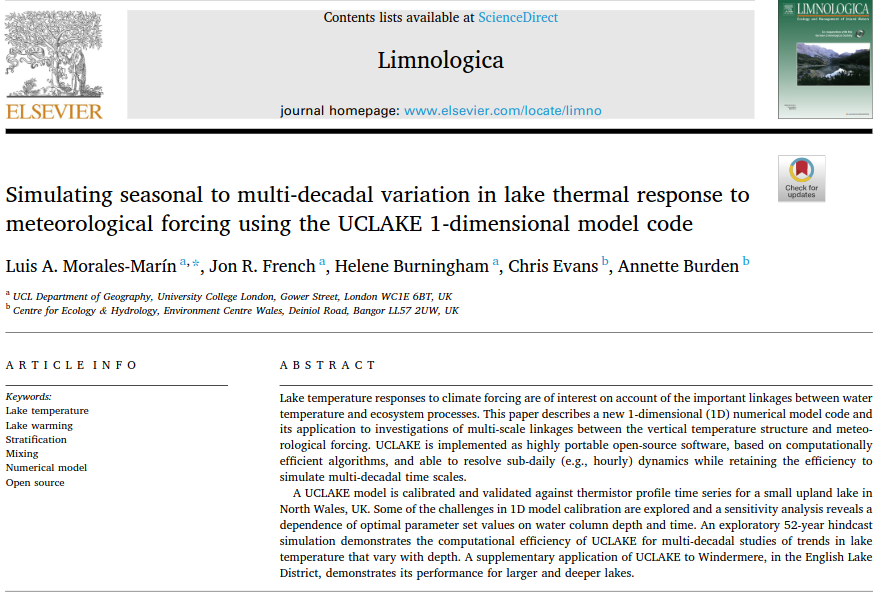 Contents lists available at ScienceDirect
LIMNOLOGICA
Limnologica
ELSEVIER
journal homepage: www.elsevier.com/locate/limno
Check for
updates
Simulating seasonal to multi-decadal variation in lake thermal response to
meteorological forcing using the UCLAKE 1-dimensional model code
Luis A. Morales-Marín a,*, Jon R. French a, Helene Burningham a, Chris Evans b, Annette Burden b
a UCL Department of Geography, University College London, Gower Street, London WC1E 6BT, UK
b Centre for Ecology & Hydrology, Environment Centre Wales, Deiniol Road, Bangor LL57 2UW, UK
ARTICLE INFO
Keywords:
Lake temperature
Lake warming
Stratification
Mixing
Numerical model
Open source
ABSTRACT
Lake temperature responses to climate forcing are of interest on account of the important linkages between water
temperature and ecosystem processes. This paper describes a new 1-dimensional (1D) numerical model code and
its application to investigations of multi-scale linkages between the vertical temperature structure and meteo-
rological forcing. UCLAKE is implemented as highly portable open-source software, based on computationally
efficient algorithms, and able to resolve sub-daily (e.g., hourly) dynamics while retaining the efficiency to
simulate multi-decadal time scales.
A UCLAKE model is calibrated and validated against thermistor profile time series for a small upland lake in
North Wales, UK. Some of the challenges in 1D model calibration are explored and a sensitivity analysis reveals a
dependence of optimal parameter set values on water column depth and time. An exploratory 52-year hindcast
simulation demonstrates the computational efficiency of UCLAKE for multi-decadal studies of trends in lake
temperature that vary with depth. A supplementary application of UCLAKE to Windermere, in the English Lake
District, demonstrates its performance for larger and deeper lakes.